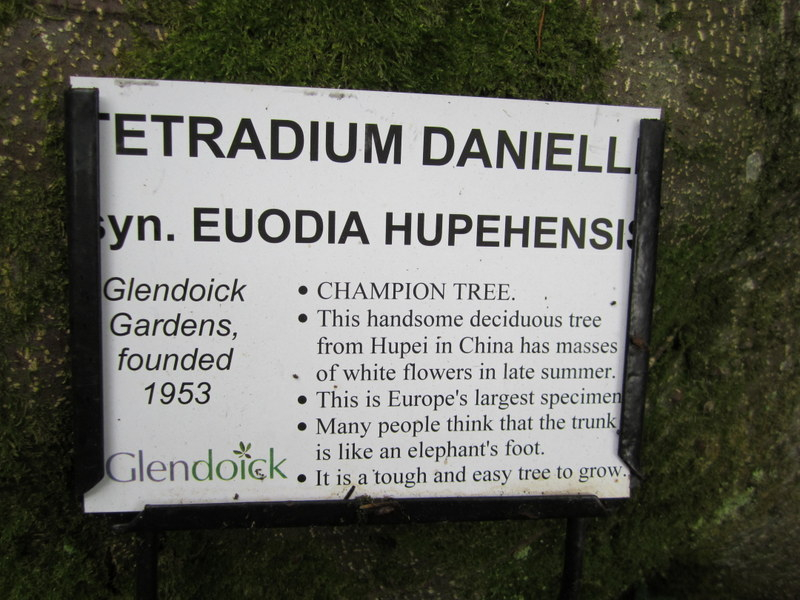 TETRADIUM DANIELLI
syn. EUODIA HUPEHENSIS
Glendoick
Gardens,
founded
1953
Glendoick
• CHAMPION TREE.
• This handsome deciduous tree
from Hupei in China has masses
of white flowers in late summer.
• This is Europe's largest specimen
• Many people think that the trunk
is like an elephant's foot.
• It is a tough and easy tree to grow.